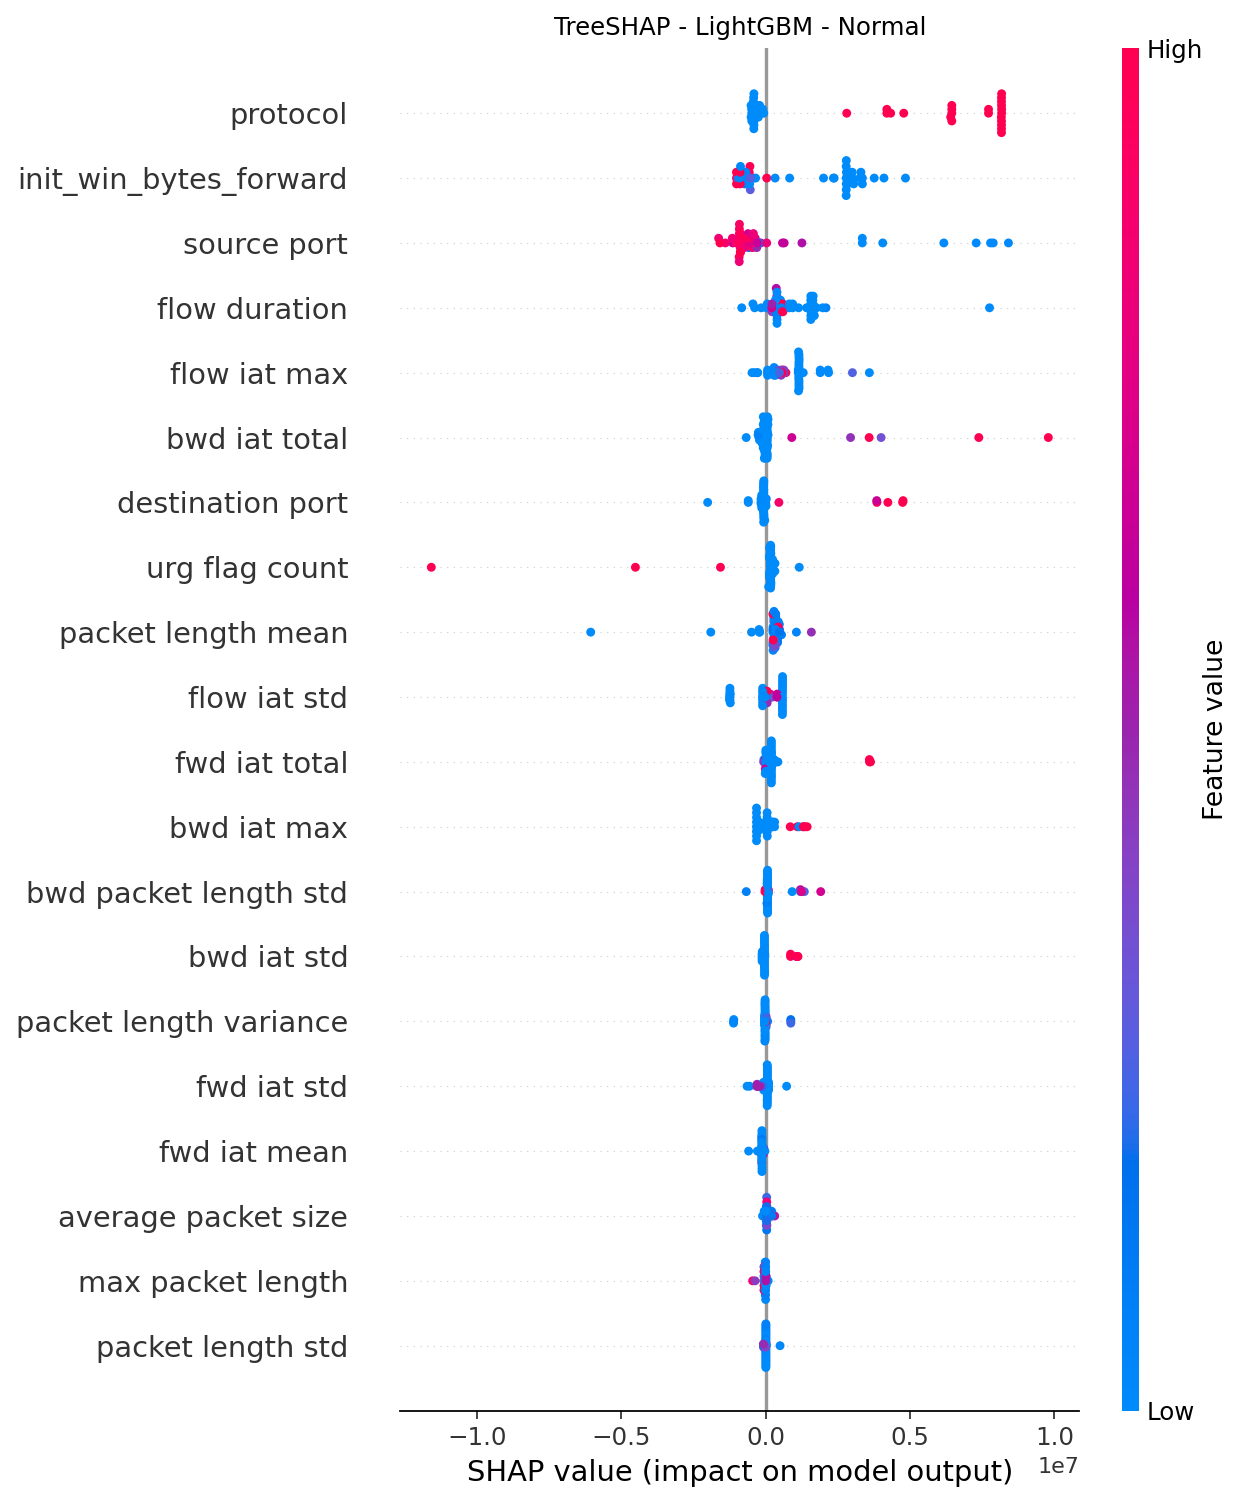 TreeSHAP - LightGBM - Normal
High
protocol
init_win_bytes_forward
source port
flow duration
flow iat max
bwd iat total
destination port
urg flag count
packet length mean
flow iat std
fwd iat total
bwd iat max
bwd packet length std
bwd iat std
packet length variance
fwd iat std
fwd iat mean
average packet size
max packet length
packet length std
Feature value
Low
−1.0 −0.5 0.0 0.5 1.0
1e7
SHAP value (impact on model output)